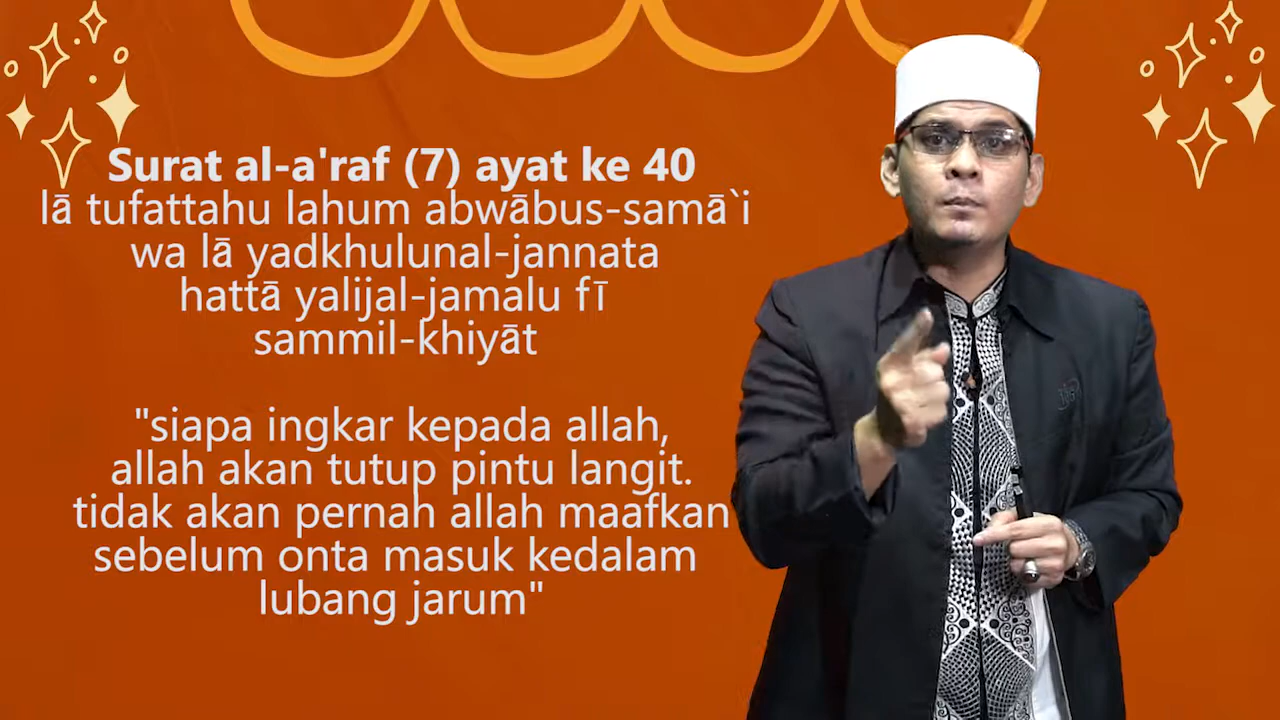 Surat al-a'raf (7) ayat ke 40
lā tufattahu lahum abwābus-samā`i
wa lā yadkhulunal-jannata
hattā yalijal-jamalu fī
sammil-khiyāt
"siapa ingkar kepada allah,
allah akan tutup pintu langit.
tidak akan pernah allah maafkan
sebelum onta masuk kedalam
lubang jarum"